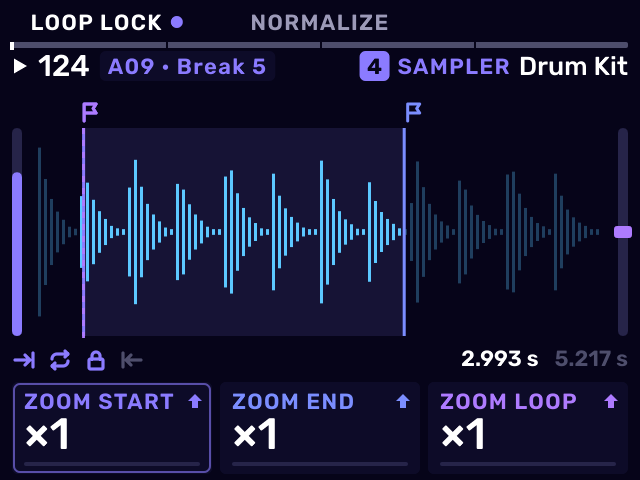 LOOP LOCK NORMALIZE
124 A09 • Break 5 4 SAMPLER Drum Kit
2.993 s 5.217 s
ZOOM START ZOOM END ZOOM LOOP
×1 ×1 ×1